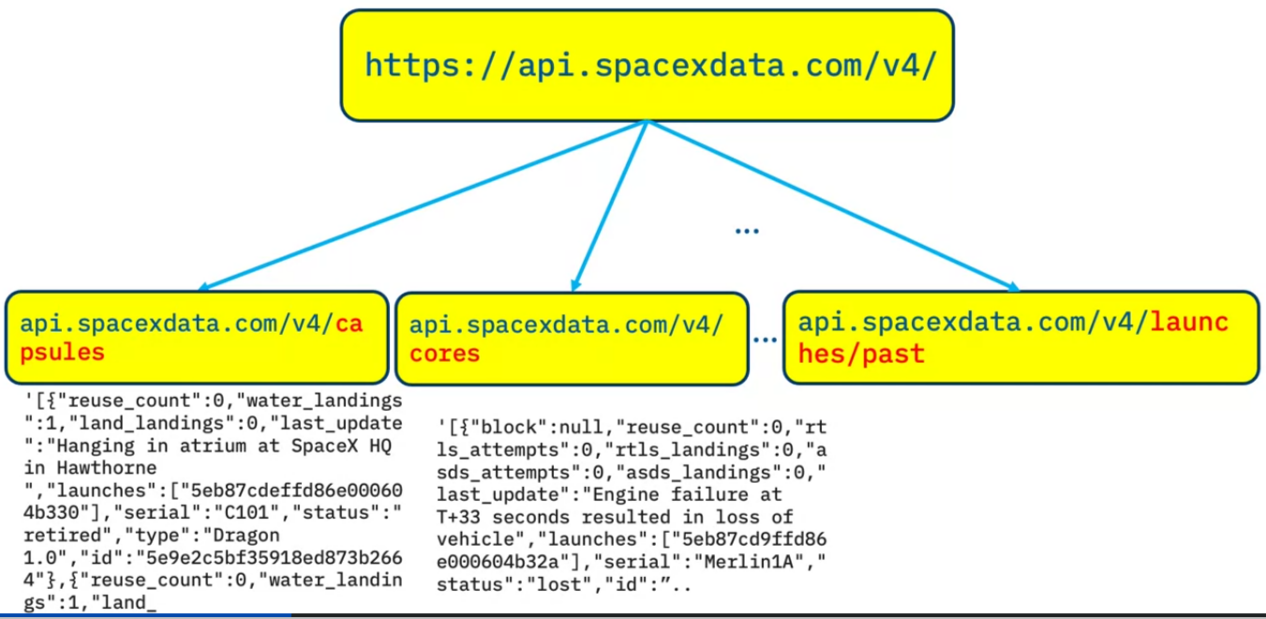 https://api.spacexdata.com/v4/
...
api.spacexdata.com/v4/ca
psules
api.spacexdata.com/v4/
cores
...
api.spacexdata.com/v4/launc
hes/past
'[{"reuse_count":0,"water_landings
":1,"land_landings":0,"last_update
":"Hanging in atrium at SpaceX HQ
in Hawthorne
","launches":["5eb87cdeffd86e00060
4b330"],"serial":"C101","status":"
retired","type":"Dragon
1.0","id":"5e9e2c5bf35918ed873b266
4"},{"reuse_count":0,"water_landin
gs":1,"land_
'[{"block":null,"reuse_count":0,"rt
ls_attempts":0,"rtls_landings":0,"a
sds_attempts":0,"asds_landings":0,"
last_update":"Engine failure at
T+33 seconds resulted in loss of
vehicle","launches":["5eb87cd9ffd86
e000604b32a"],"serial":"Merlin1A","
status":"lost","id":”..